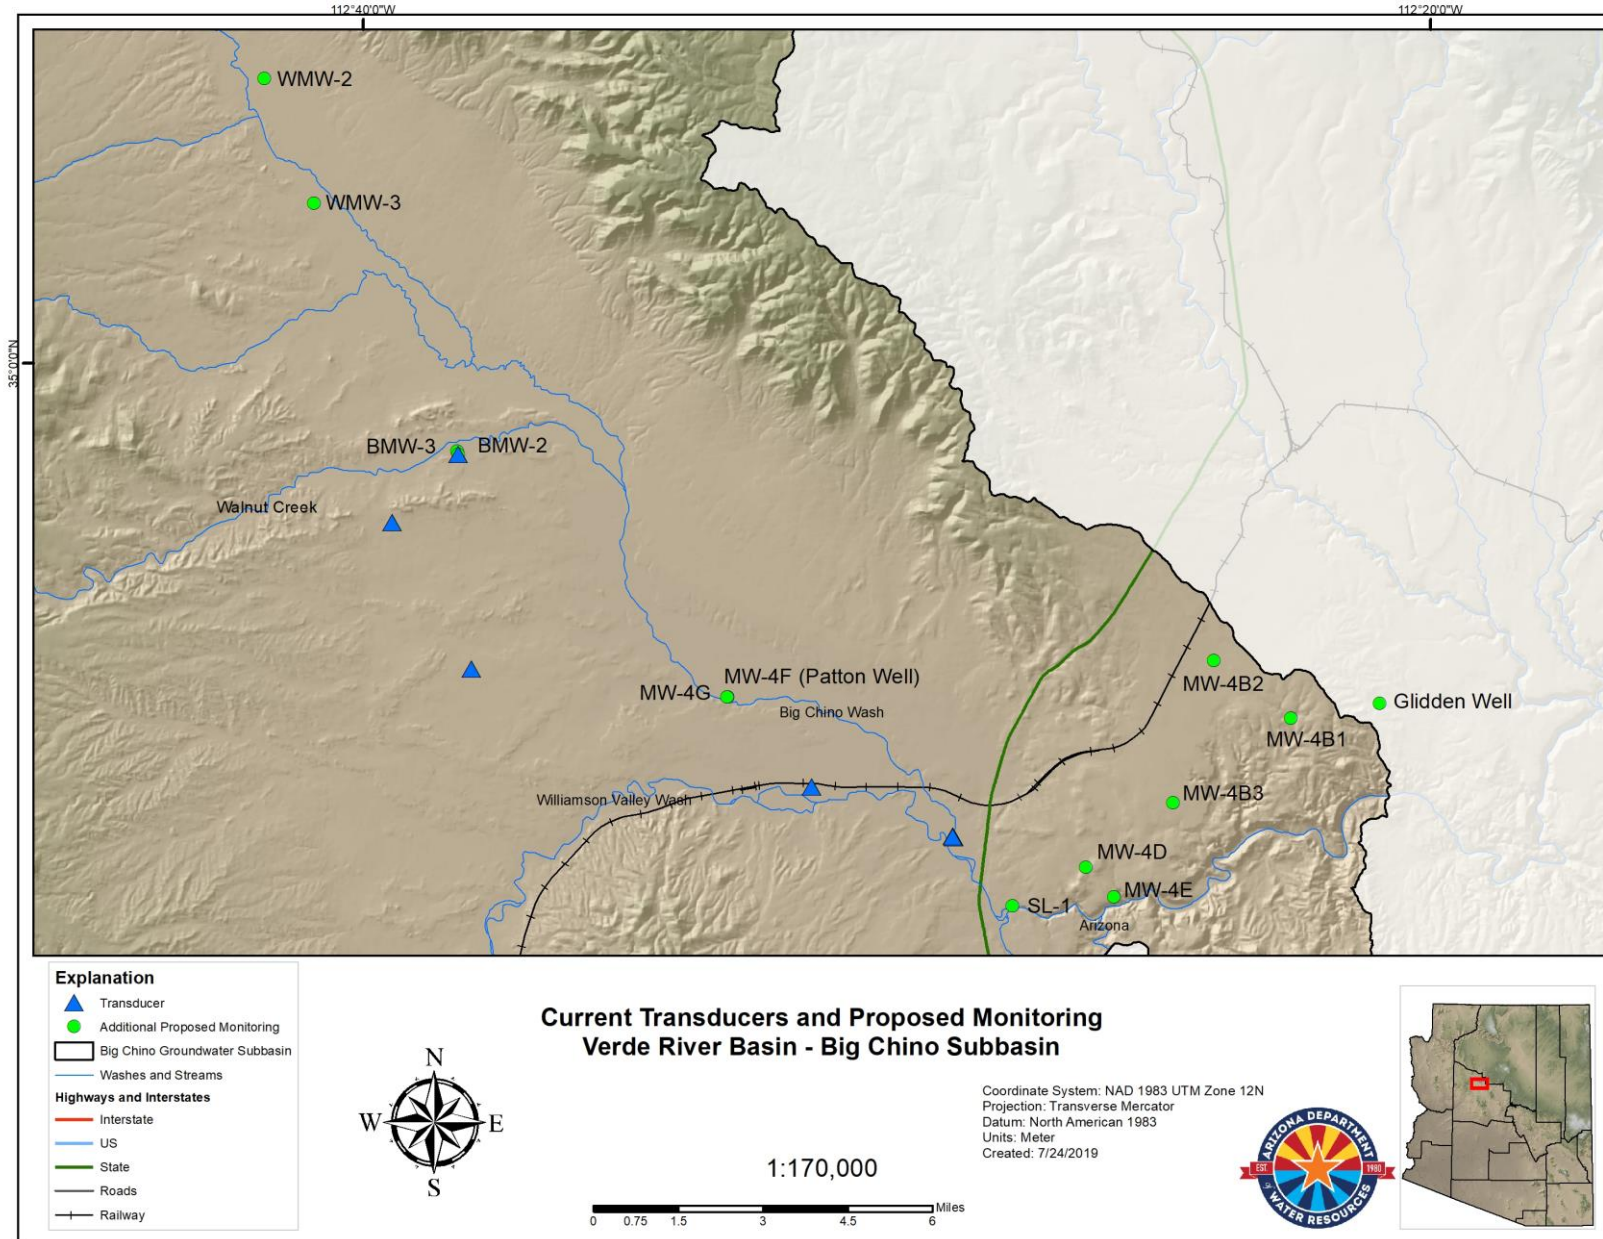 112°40'0"W
112°20'0"W
35°0'0"N
WMW-2
WMW-3
BMW-3
BMW-2
Walnut Creek
MW-4F (Patton Well)
MW-4G
Big Chino Wash
Williamson Valley Wash
MW-4B2
Glidden Well
MW-4B1
MW-4B3
MW-4D
MW-4E
SL-1
Arizona
Explanation
Transducer
Additional Proposed Monitoring
Big Chino Groundwater Subbasin
Washes and Streams
Highways and Interstates
Interstate
US
State
Roads
Railway
N
W
E
S
Current Transducers and Proposed Monitoring
Verde River Basin - Big Chino Subbasin
1:170,000
Miles
0 0.75 1.5 3 4.5 6
Coordinate System: NAD 1983 UTM Zone 12N
Projection: Transverse Mercator
Datum: North American 1983
Units: Meter
Created: 7/24/2019
ARIZONA DEPARTMENT
EST. 1980
of WATER RESOURCES